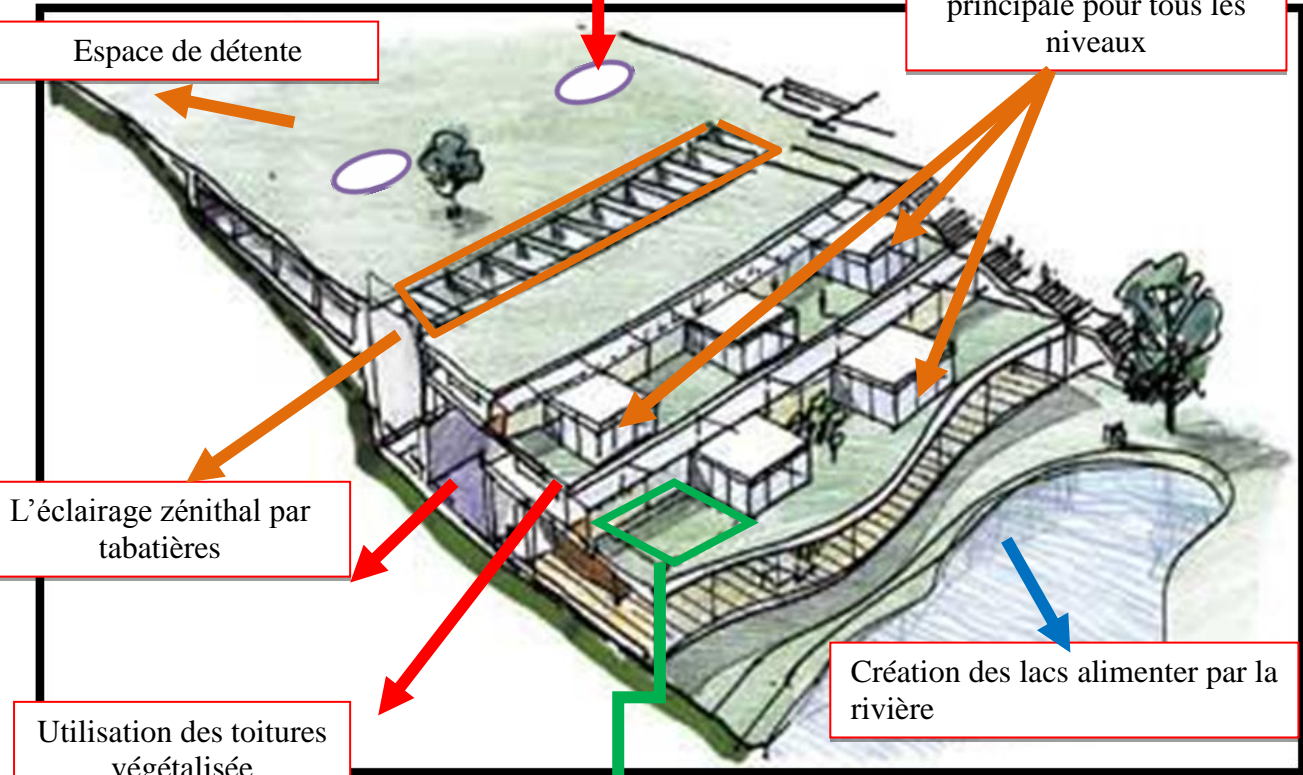 principale pour tous les
niveaux
Espace de détente
L'éclairage zénithal par
tabatières
Création des lacs alimenter par la
rivière
Utilisation des toitures
végétalisée